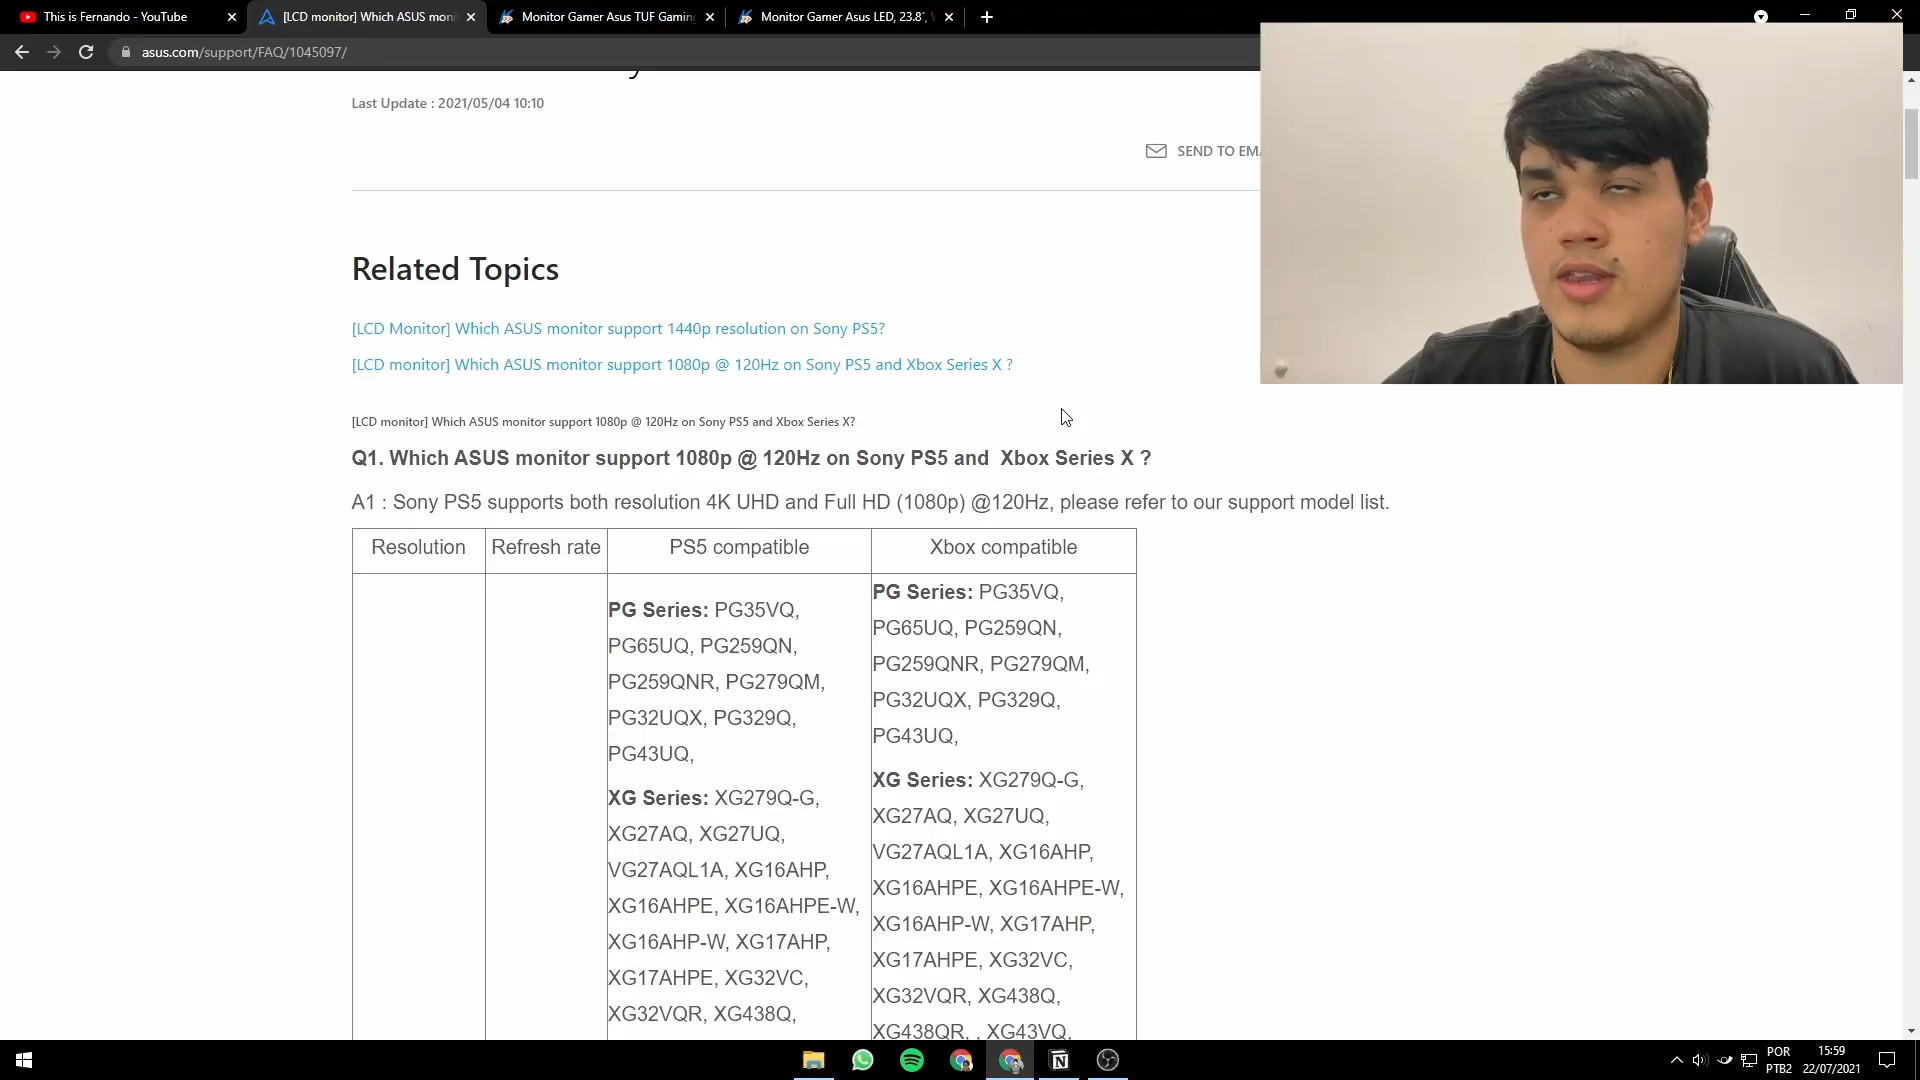 This is Fernando - YouTube
[LCD monitor] Which ASUS moni
Monitor Gamer Asus TUF Gaming
Monitor Gamer Asus LED, 23.8´,
asus.com/support/FAQ/1045097/
Last Update : 2021/05/04 10:10
SEND TO EMA
Related Topics
[LCD Monitor] Which ASUS monitor support 1440p resolution on Sony PS5?
[LCD monitor] Which ASUS monitor support 1080p @ 120Hz on Sony PS5 and Xbox Series X ?
[LCD monitor] Which ASUS monitor support 1080p @ 120Hz on Sony PS5 and Xbox Series X?
Q1. Which ASUS monitor support 1080p @ 120Hz on Sony PS5 and Xbox Series X ?
A1 : Sony PS5 supports both resolution 4K UHD and Full HD (1080p) @120Hz, please refer to our support model list.
Resolution
Refresh rate
PS5 compatible
Xbox compatible
PG Series: PG35VQ,
PG65UQ, PG259QN,
PG259QNR, PG279QM,
PG32UQX, PG329Q,
PG43UQ,
XG Series: XG279Q-G,
XG27AQ, XG27UQ,
VG27AQL1A, XG16AHP,
XG16AHPE, XG16AHPE-W,
XG16AHP-W, XG17AHP,
XG17AHPE, XG32VC,
XG32VQR, XG438Q,
PG Series: PG35VQ,
PG65UQ, PG259QN,
PG259QNR, PG279QM,
PG32UQX, PG329Q,
PG43UQ,
XG Series: XG279Q-G,
XG27AQ, XG27UQ,
VG27AQL1A, XG16AHP,
XG16AHPE, XG16AHPE-W,
XG16AHP-W, XG17AHP,
XG17AHPE, XG32VC,
XG32VQR, XG438Q,
XG438QR, , XG43VQ,
POR
PTB2
15:59
22/07/2021